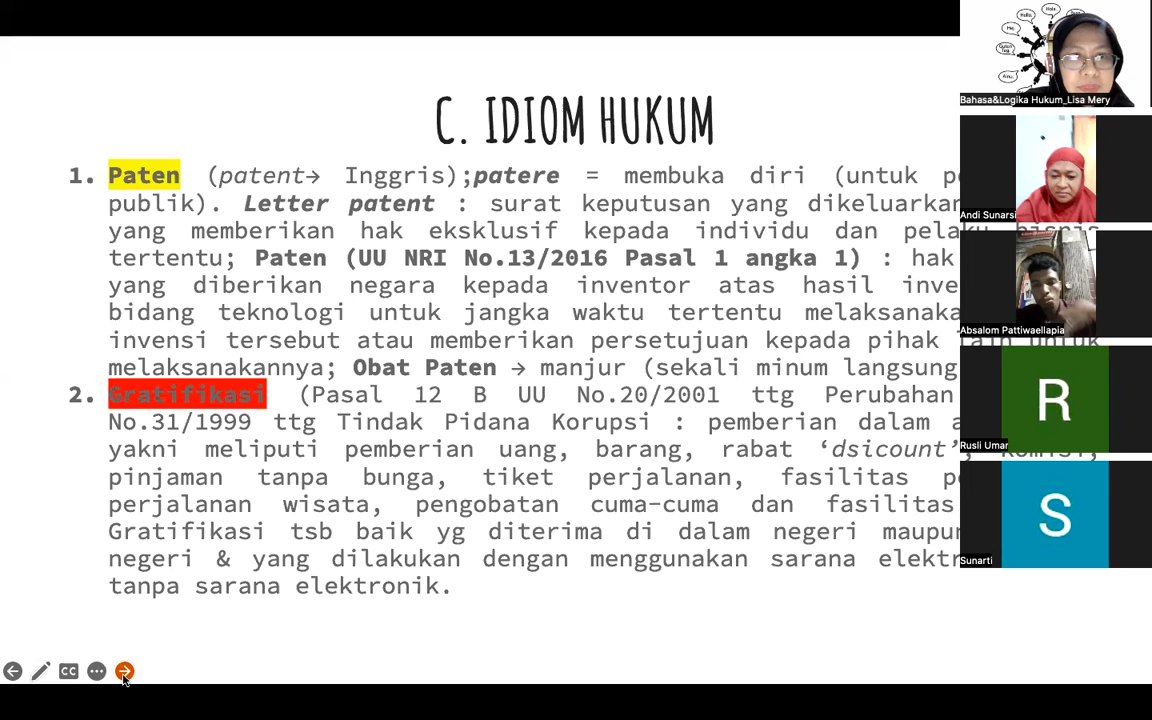 C. IDIOM HUKUM
1. Paten (patent→ Inggris);patere = membuka diri (untuk
publik). Letter patent : surat keputusan yang dikeluarkan
yang memberikan hak eksklusif kepada individu dan pelaku bisnis
tertentu; Paten (UU NRI No.13/2016 Pasal 1 angka 1) : hak
yang diberikan negara kepada inventor atas hasil
bidang teknologi untuk jangka waktu tertentu
invensi tersebut atau memberikan persetujuan kepada pihak lain untuk
melaksanakannya; Obat Paten → manjur (sekali minum langsung
2. Gratifikasi (Pasal 12 B UU No.20/2001 ttg Perubahan
No.31/1999 ttg Tindak Pidana Korupsi : pemberian dalam
yakni meliputi pemberian uang, barang, rabat ‘dsicount’, komisi,
pinjaman tanpa bunga, tiket perjalanan, fasilitas
perjalanan wisata, pengobatan cuma-cuma dan fasilitas
Gratifikasi tsb baik yg diterima di dalam negeri maupun
negeri & yang dilakukan dengan menggunakan sarana
tanpa sarana elektronik.
Bahasa&Logika Hukum_Lisa Mery
Andi Sunarsi
Absalom Pattiwaellapia
R
Rusli Umar
S
Sunarti
CC